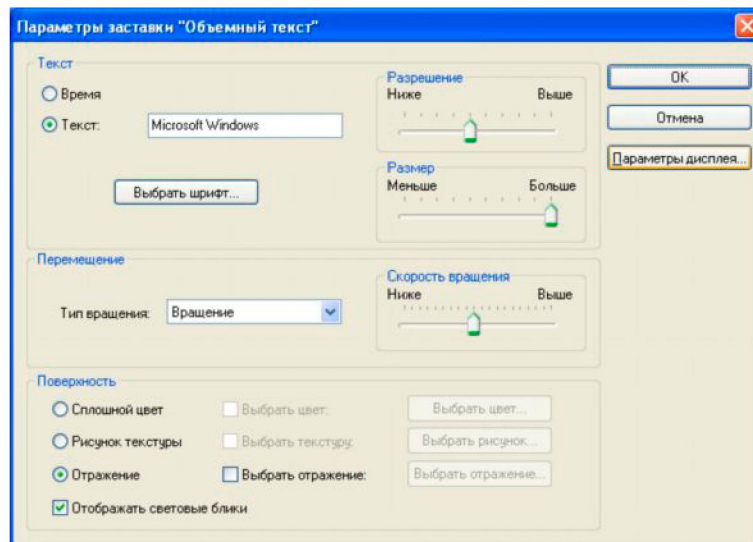 Параметры заставки "Объемный текст"
Текст
Время
Текст: Microsoft Windows
Выбрать шрифт...
Разрешение
Ниже Выше
Размер
Меньше Больше
OK
Отмена
Параметры дисплея...
Перемещение
Тип вращения: Вращение
Скорость вращения
Ниже Выше
Поверхность
Сплошной цвет Выбрать цвет: Выбрать цвет...
Рисунок текстуры Выбрать текстуру: Выбрать рисунок...
Отражение Выбрать отражение: Выбрать отражение...
Отображать световые блики